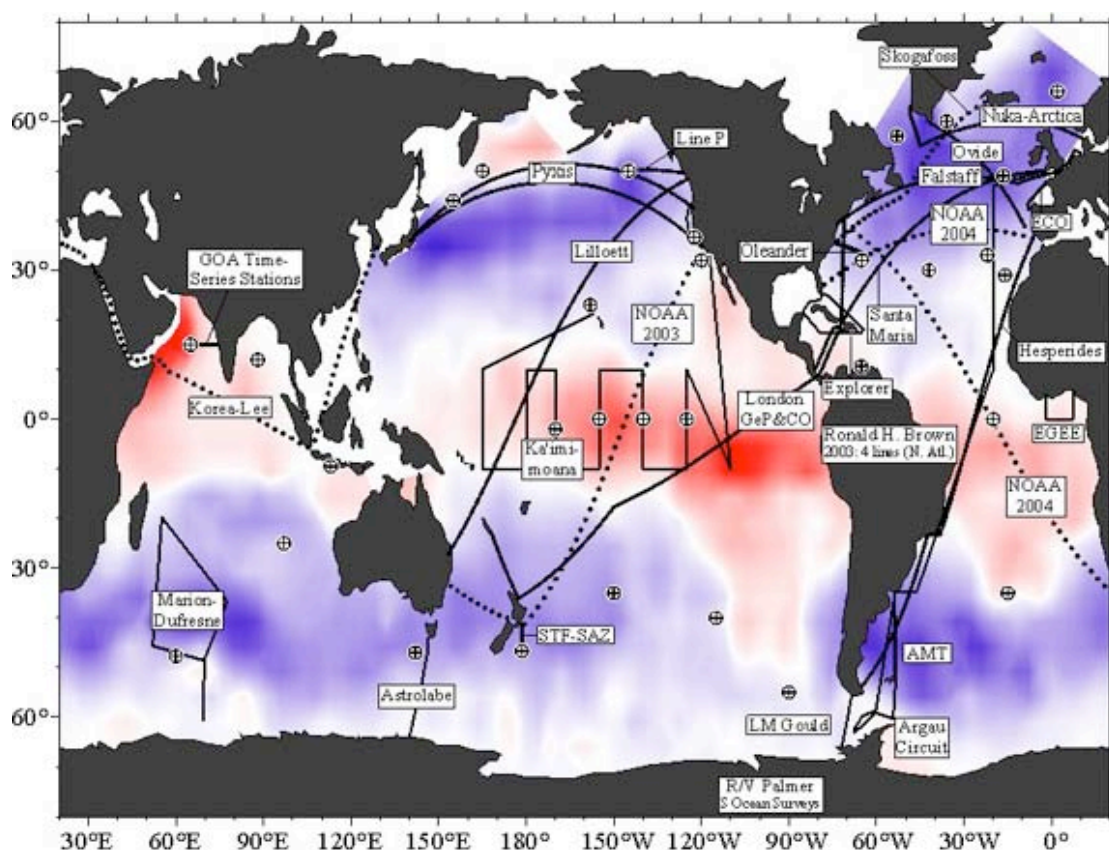 Skogafoss
60°
Nuka-Arctica
Line P
Ovide
Pyxis
Falstaff
NOAA
2004
ECO
Oleander
Lilloett
GOA Time-
Series Stations
30°
NOAA
2003
Santa
Maria
Hesperides
Explorer
Korea-Lee
London
GeP&CO
0°
Ka'imi-
moana
Ronald H. Brown
2003: 4 lines (N. Atl.)
EGEE
NOAA
2004
30°
Marion-
Dufresne
STF-SAZ
AMT
Astrolabe
60°
LM Gould
Argau
Circuit
R/V Palmer
S Ocean Surveys
30°E 60°E 90°E 120°E 150°E 180° 150°W 120°W 90°W 60°W 30°W 0°